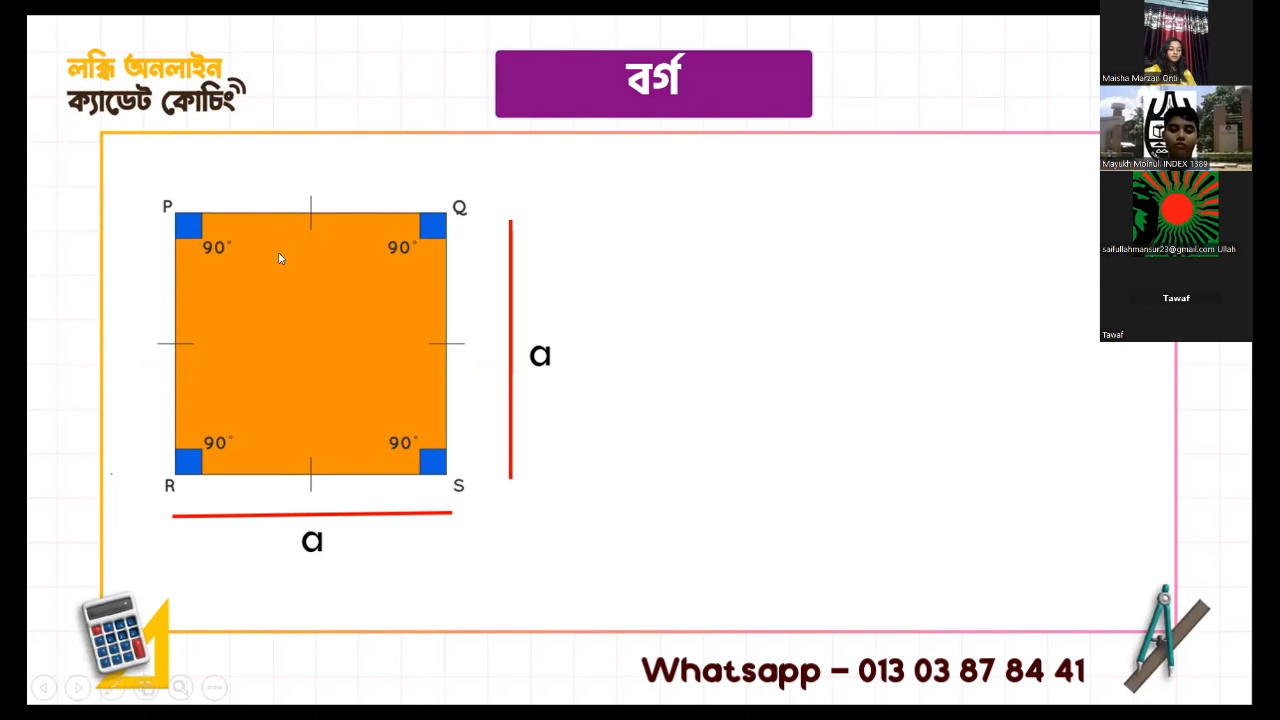 লব্ধি অনলাইন
ক্যাডেট কোচিং
বর্গ
P
Q
90°
90°
a
90°
90°
R
S
a
Whatsapp – 013 03 87 84 41
Maisha Marzan Onti
Mayukh Moinul. INDEX 1389
saifullahmansur23@gmail.com Ullah
Tawaf
Tawaf